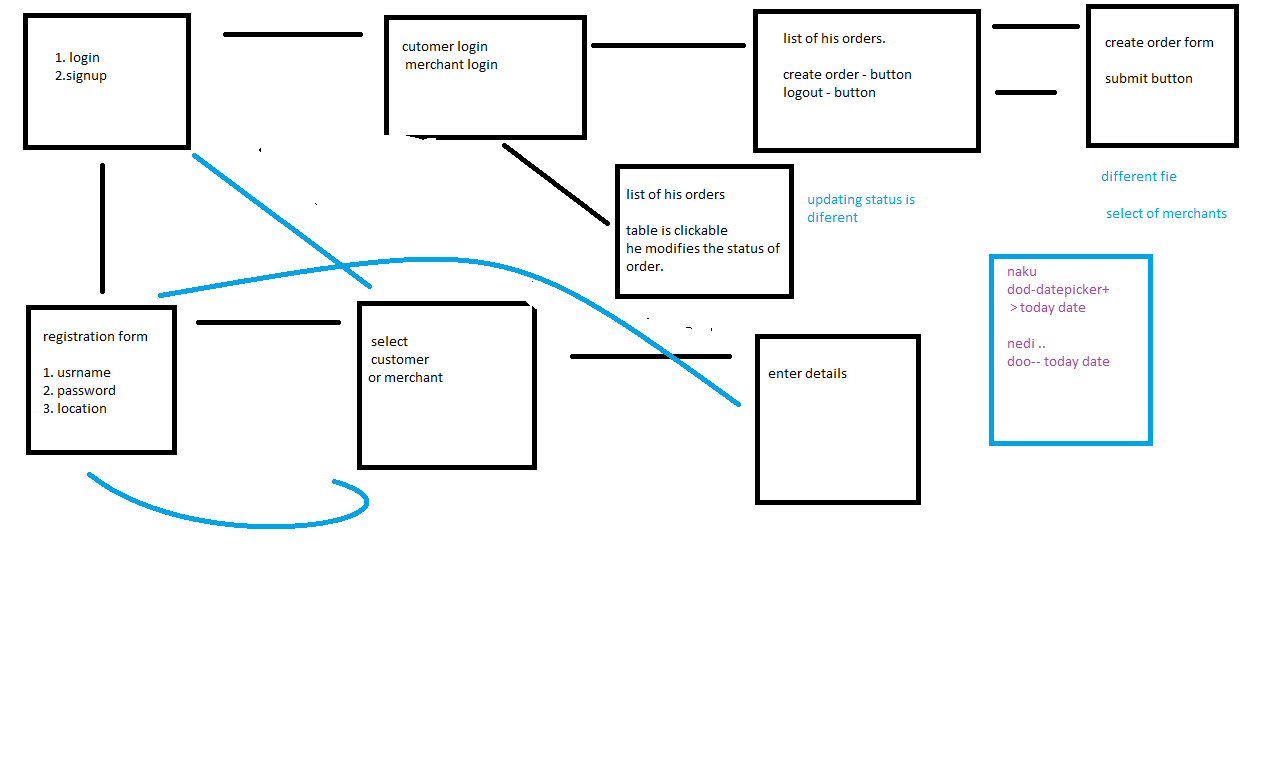 1. login
2.signup
cutomer login
merchant login
list of his orders.
create order - button
logout - button
create order form
submit button
different fie
select of merchants
list of his orders
table is clickable
he modifies the status of
order.
updating status is
diferent
naku
dod-datepicker+
> today date
nedi ..
doo-- today date
registration form
1. usrname
2. password
3. location
select
customer
or merchant
enter details